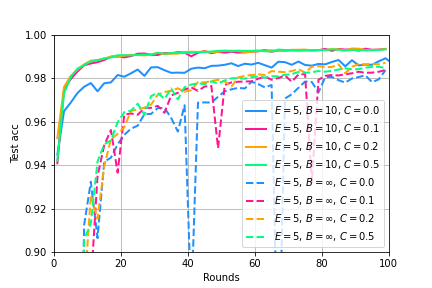 1.00
0.98
0.96
0.94
0.92
0.90
Test acc
0
20
40
60
80
100
Rounds
E = 5, B = 10, C = 0.0
E = 5, B = 10, C = 0.1
E = 5, B = 10, C = 0.2
E = 5, B = 10, C = 0.5
E = 5, B = ∞, C = 0.0
E = 5, B = ∞, C = 0.1
E = 5, B = ∞, C = 0.2
E = 5, B = ∞, C = 0.5